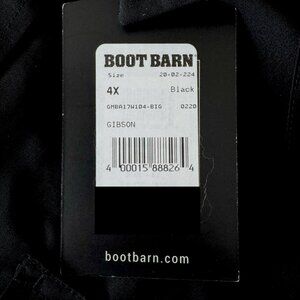 BOOT BARN
Size 20-02-224
4X Black
GMBA17W104-BIG 0220
GIBSON
4 00015 88826 4
bootbarn.com